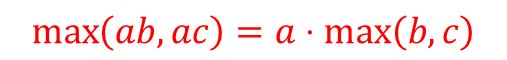 max(𝑎𝑏, 𝑎𝑐) = 𝑎 ∙ max(𝑏, 𝑐)